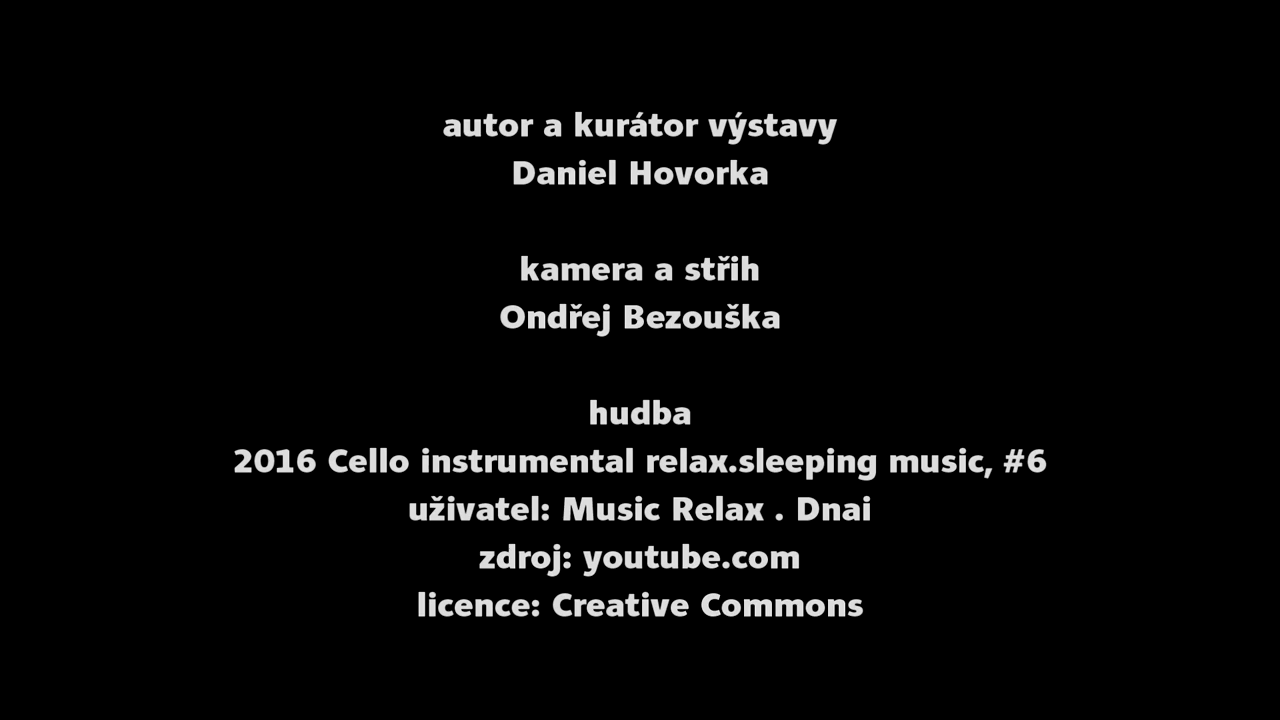 autor a kurátor výstavy
Daniel Hovorka
kamera a střih
Ondřej Bezouška
hudba
2016 Cello instrumental relax.sleeping music, #6
uživatel: Music Relax . Dnai
zdroj: youtube.com
licence: Creative Commons